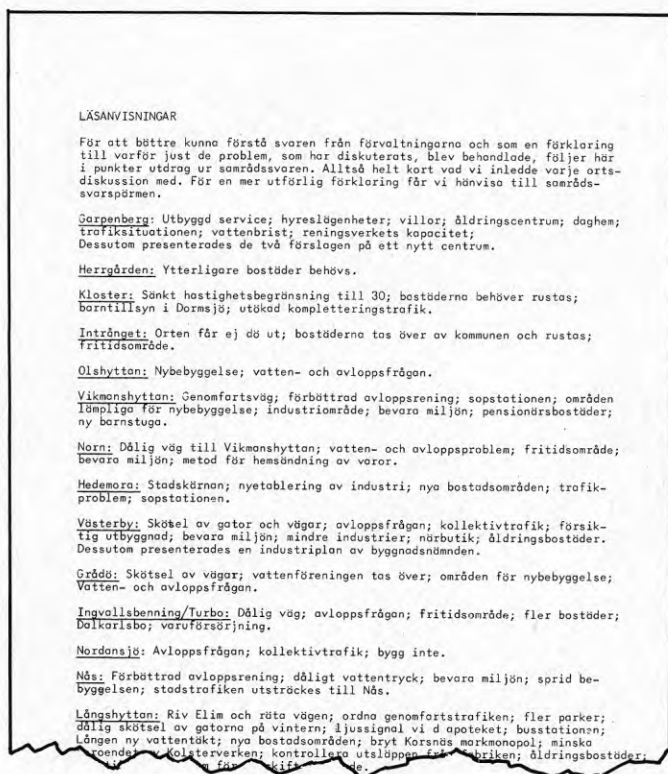 LÄSANVISNINGAR
För att bättre kunna förstå svaren från förvaltningarna och som en förklaring
till varför just de problem, som har diskuterats, blev behandlade, följer här
i punkter utdrag ur samrådssvaren. Alltså helt kort vad vi inledde varje orts-
diskussion med. För en mer utförlig förklaring får vi hänvisa till samråds-
svarspärmen.
Garpenberg: Utbyggd service; hyreslägenheter; villor; åldringscentrum; daghem;
trafiksituationen; vattenbrist; reningsverkets kapacitet;
Dessutom presenterades de två förslagen på ett nytt centrum.
Herrgården: Ytterligare bostäder behövs.
Kloster: Sänkt hastighetsbegränsning till 30; bostäderna behöver rustas;
barntillsyn i Dormsjö; utökad kompletteringstrafik.
Intrånget: Orten får ej dö ut; bostäderna tas över av kommunen och rustas;
fritidsområde.
Olshyttan: Nybebyggelse; vatten- och avloppsfrågan.
Vikmanshyttan: Genomfartsväg; förbättrad avloppsrening; sopstationen; områden
lämpliga för nybebyggelse; industriområde; bevara miljön; pensionärsbostäder;
ny barnstuga.
Norn: Dålig väg till Vikmanshyttan; vatten- och avloppsproblem; fritidsområde;
bevara miljön; metod för hemsändning av varor.
Hedemora: Stadskärnan; nyetablering av industri; nya bostadsområden; trafik-
problem; sopstationen.
Västerby: Skötsel av gator och vägar; avloppsfrågan; kollektivtrafik; försik-
tig utbyggnad; bevara miljön; mindre industrier; närbutik; åldringsbostäder.
Dessutom presenterades en industriplan av byggnadsnämnden.
Grådö: Skötsel av vägar; vattenföreningen tas över; områden för nybebyggelse;
Vatten- och avloppsfrågan.
Ingvallsbenning/Turbo: Dålig väg; avloppsfrågan; fritidsområde; fler bostäder;
Dalkarlsbo; varuförsörjning.
Nordansjö: Avloppsfrågan; kollektivtrafik; bygg inte.
Nås: Förbättrad avloppsrening; dåligt vattentryck; bevara miljön; sprid be-
byggelsen; stadstrafiken utsträckes till Nås.
Långshyttan: Riv Elim och räta vägen; ordna genomfartstrafiken; fler parker;
dålig skötsel av gatorna på vintern; ljussignal vi d apoteket; busstationen;
Lången ny vattentäkt; nya bostadsområden; bryt Korsnäs markmonopol; minska
Kolsterverken; kontrollera utsläppen från fabriken; åldringsbostäder;